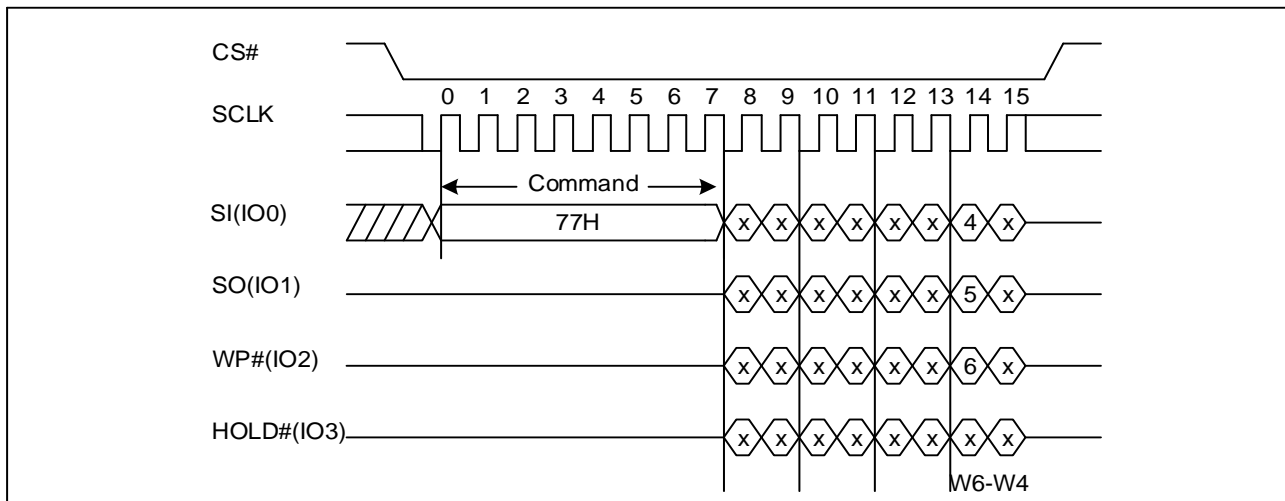 CS#
0 1 2 3 4 5 6 7 8 9 10 11 12 13 14 15
SCLK
Command
SI(IO0) 77H x x x x x x 4 x
SO(IO1) x x x x x x 5 x
WP#(IO2) x x x x x x 6 x
HOLD#(IO3) x x x x x x x x
W6-W4